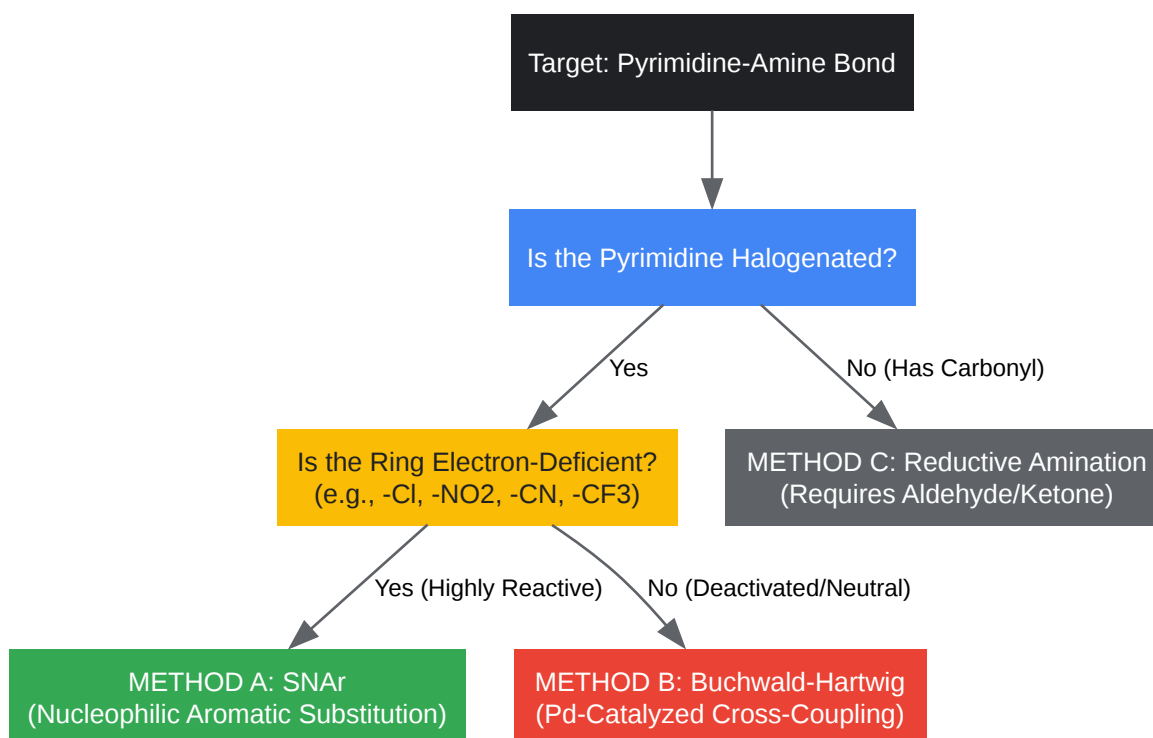 Target: Pyrimidine-Amine Bond
Is the Pyrimidine Halogenated?
Yes
No (Has Carbonyl)
Is the Ring Electron-Deficient?
(e.g., -Cl, -NO2, -CN, -CF3)
METHOD C: Reductive Amination
(Requires Aldehyde/Ketone)
Yes (Highly Reactive)
No (Deactivated/Neutral)
METHOD A: SNAr
(Nucleophilic Aromatic Substitution)
METHOD B: Buchwald-Hartwig
(Pd-Catalyzed Cross-Coupling)